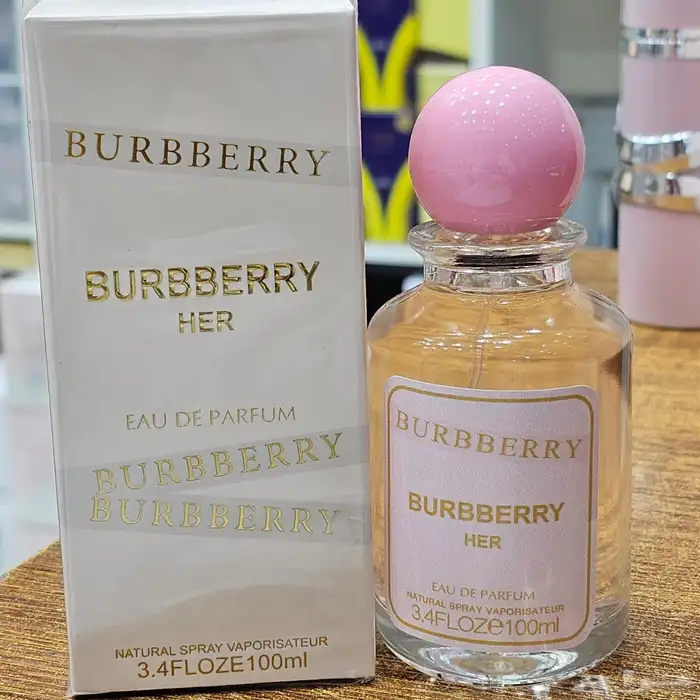 BURBBERRY
BURBBERRY
HER
EAU DE PARFUM
BURBBERRY
BURBBERRY
NATURAL SPRAY VAPORISATEUR
3.4FLOZE100ml
BURBBERRY
BURBBERRY
HER
EAU DE PARFUM
NATURAL SPRAY VAPORISATEUR
3.4FLOZe100ml